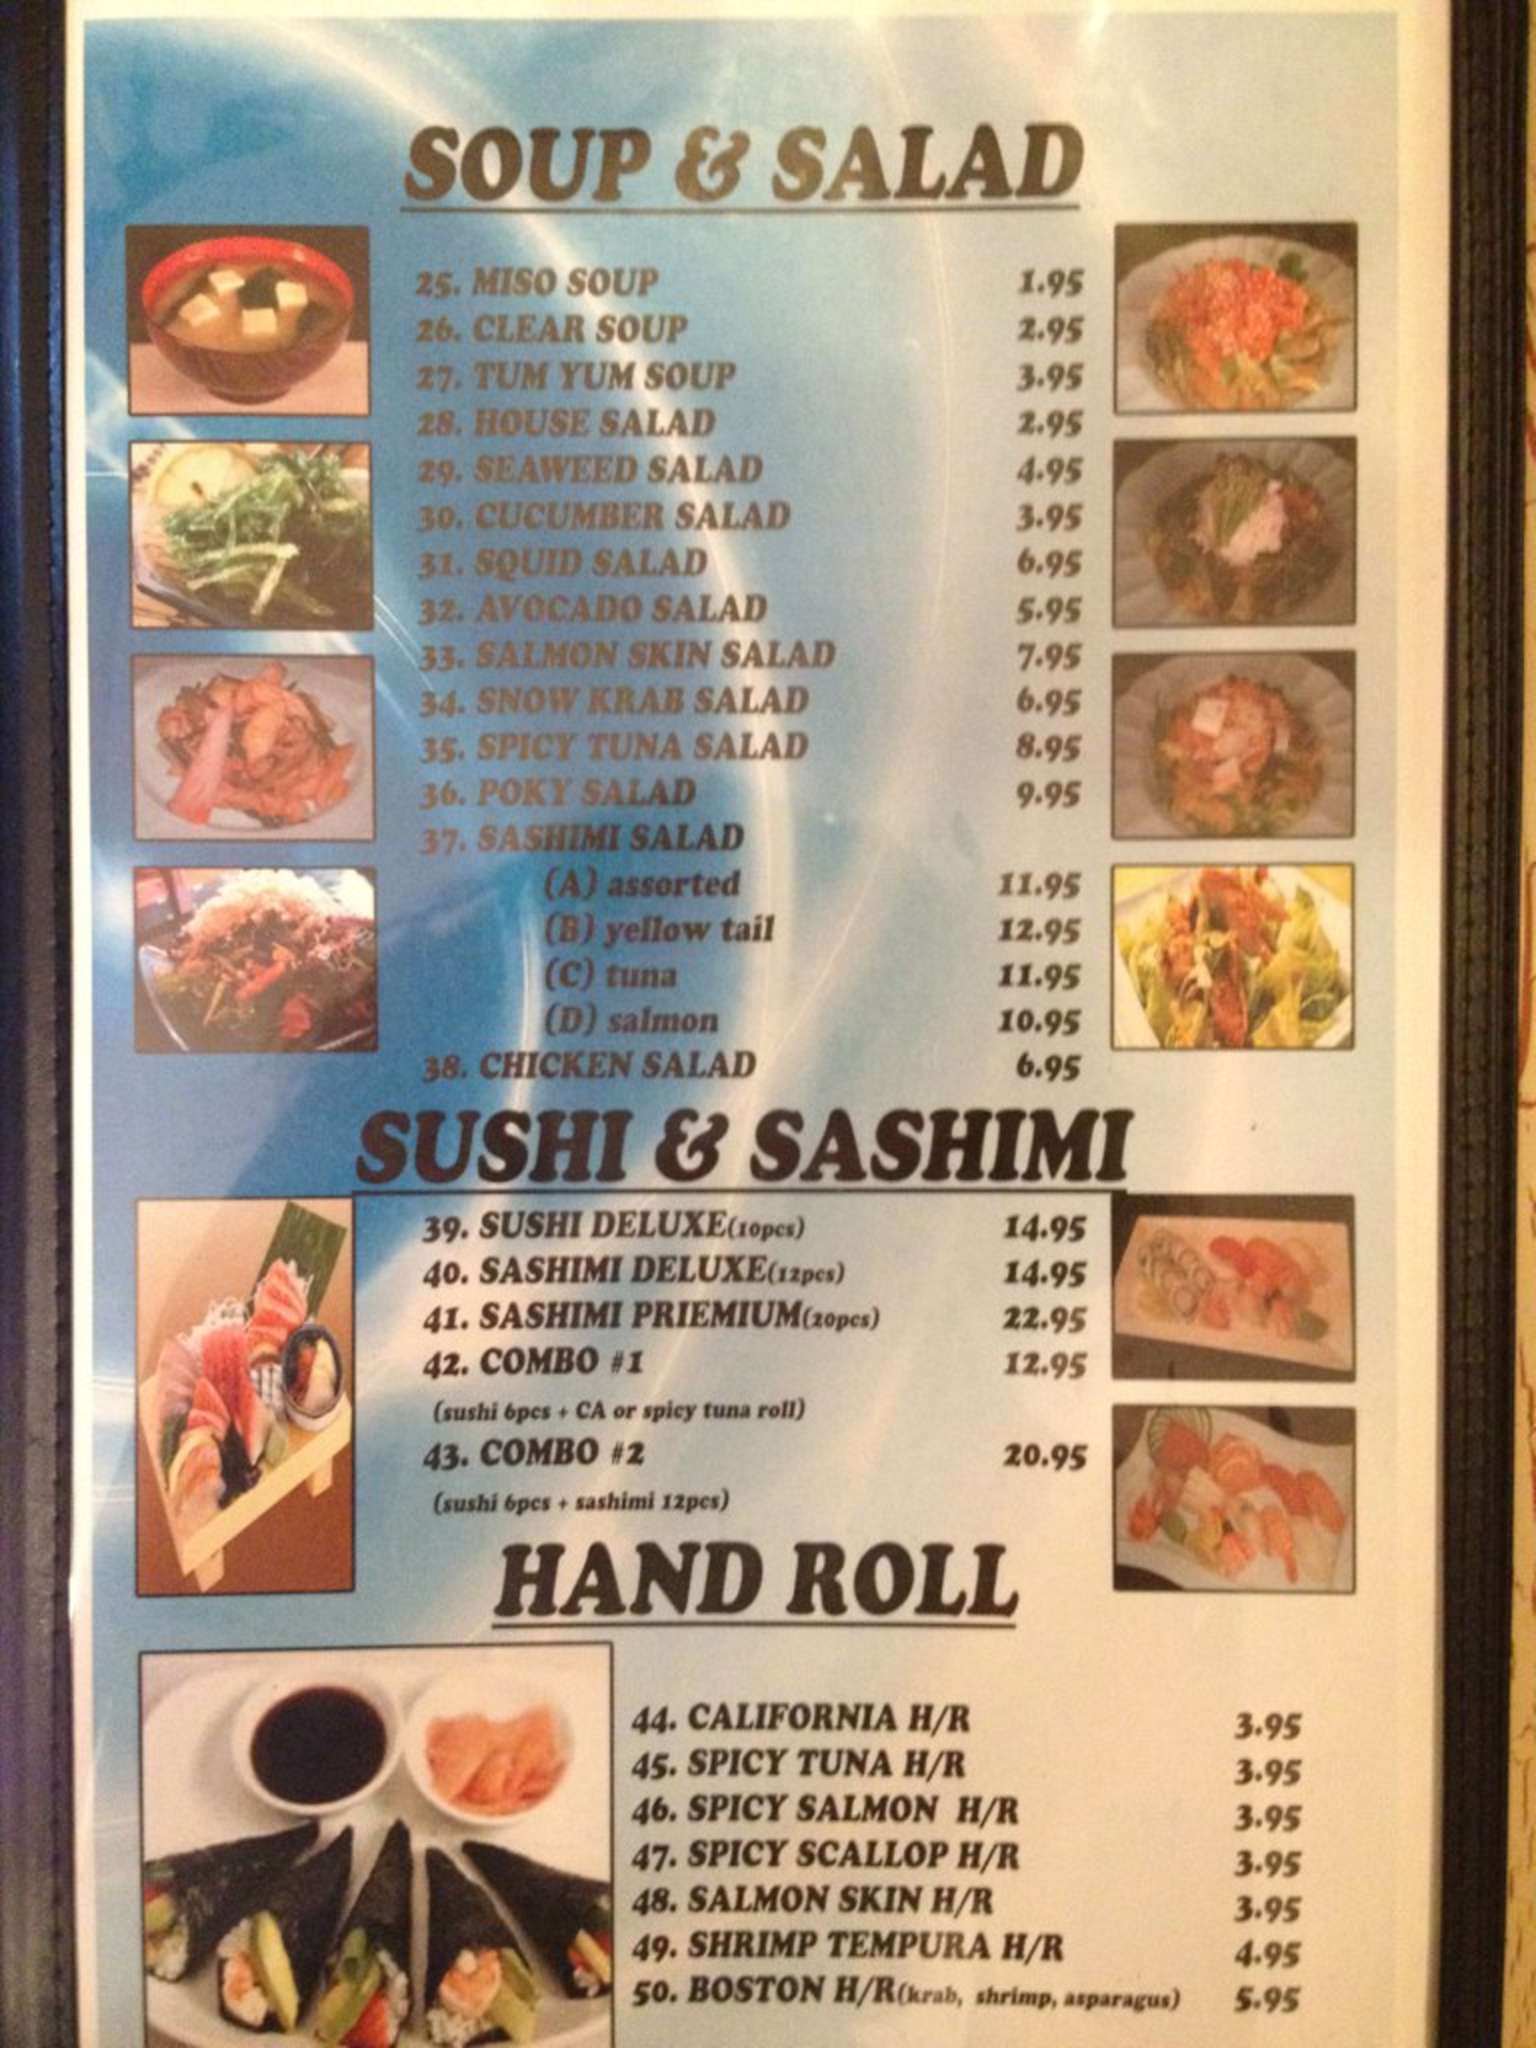 SOUP & SALAD
25. MISO SOUP 1.95
26. CLEAR SOUP 2.95
27. TUM YUM SOUP 3.95
28. HOUSE SALAD 2.95
29. SEAWEED SALAD 4.95
30. CUCUMBER SALAD 3.95
31. SQUID SALAD 6.95
32. AVOCADO SALAD 5.95
33. SALMON SKIN SALAD 7.95
34. SNOW KRAB SALAD 6.95
35. SPICY TUNA SALAD 8.95
36. POKY SALAD 9.95
37. SASHIMI SALAD
(A) assorted 11.95
(B) yellow tail 12.95
(C) tuna 11.95
(D) salmon 10.95
38. CHICKEN SALAD 6.95
SUSHI & SASHIMI
39. SUSHI DELUXE(10pcs) 14.95
40. SASHIMI DELUXE(12pcs) 14.95
41. SASHIMI PRIEMIUM(20pcs) 22.95
42. COMBO #1 12.95
(sushi 6pcs + CA or spicy tuna roll)
43. COMBO #2 20.95
(sushi 6pcs + sashimi 12pcs)
HAND ROLL
44. CALIFORNIA H/R 3.95
45. SPICY TUNA H/R 3.95
46. SPICY SALMON H/R 3.95
47. SPICY SCALLOP H/R 3.95
48. SALMON SKIN H/R 3.95
49. SHRIMP TEMPURA H/R 4.95
50. BOSTON H/R(krab, shrimp, asparagus) 5.95